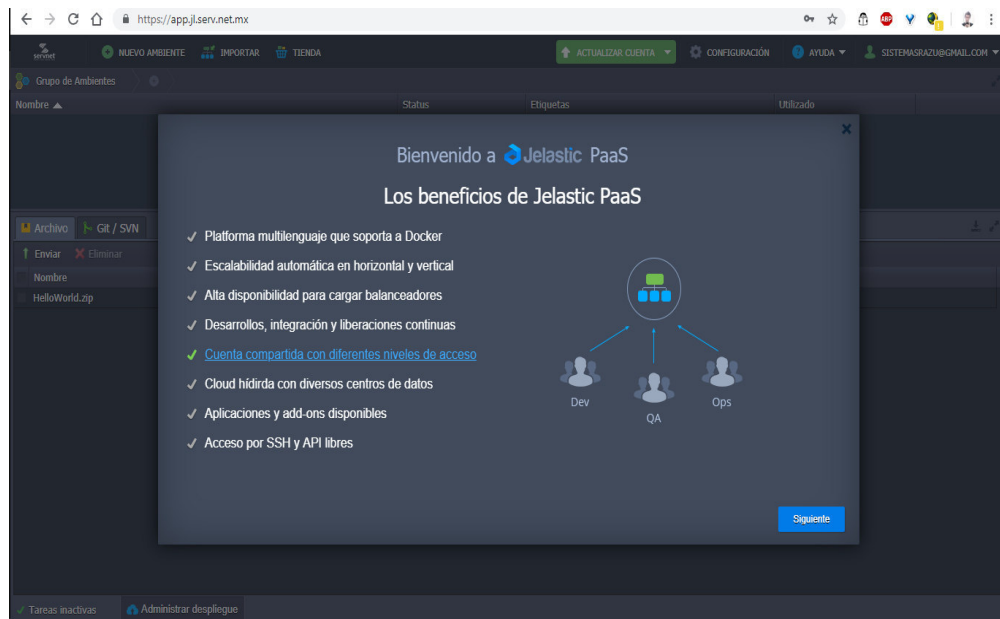 https://app.jl.serv.net.mx
servnet NUEVO AMBIENTE IMPORTAR TIENDA ACTUALIZAR CUENTA CONFIGURACIÓN AYUDA SISTEMASRAZU@GMAIL.COM
Grupo de Ambientes
Nombre Status Etiquetas Utilizado
Bienvenido a Jelastic PaaS
Los beneficios de Jelastic PaaS
Archivo Git / SVN
Enviar Eliminar
Nombre
HelloWorld.zip
Platforma multilenguaje que soporta a Docker
Escalabilidad automática en horizontal y vertical
Alta disponibilidad para cargar balanceadores
Desarrollos, integración y liberaciones continuas
Cuenta compartida con diferentes niveles de acceso
Cloud hídirda con diversos centros de datos
Aplicaciones y add-ons disponibles
Acceso por SSH y API libres
Dev
QA
Ops
Siguiente
Tareas inactivas Administrar despliegue